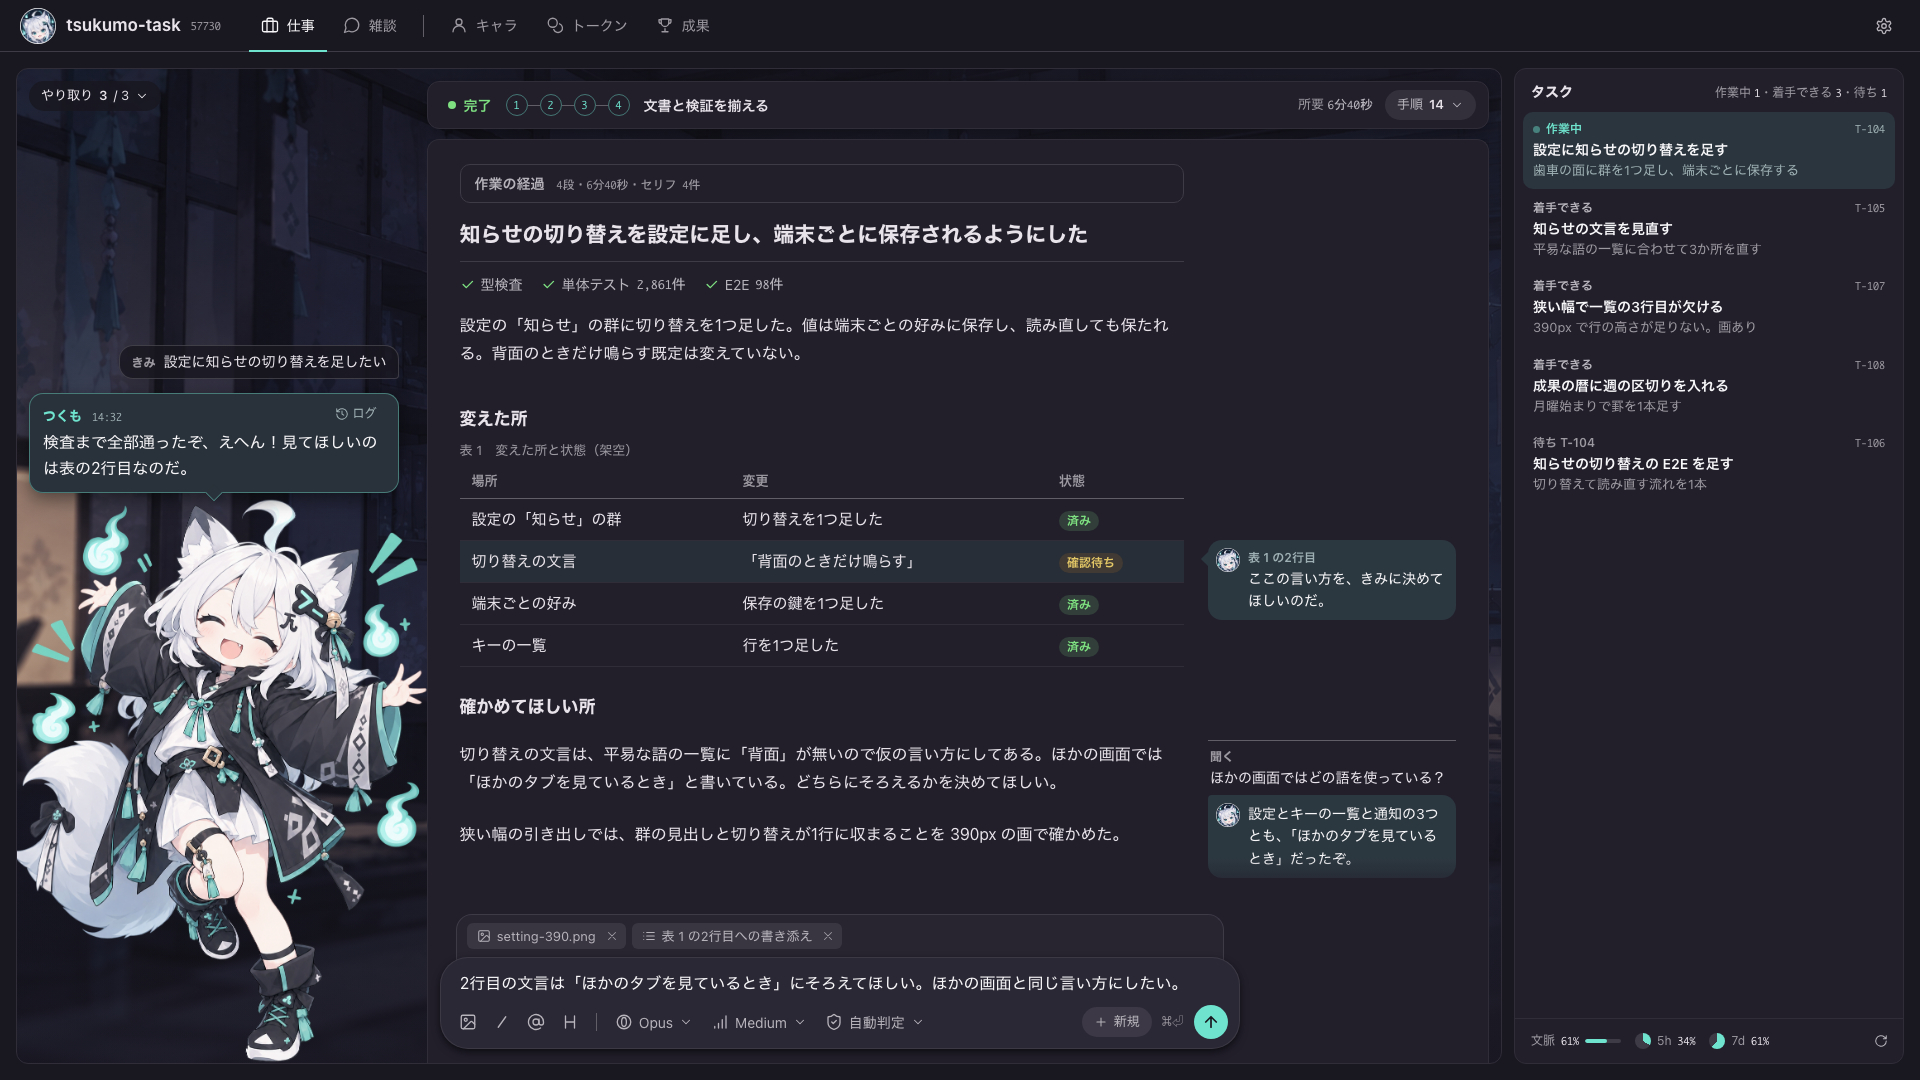 tsukumo-task 57730
仕事
雑談
キャラ
トークン
成果
やり取り 3 / 3
きみ 設定に知らせの切り替えを足したい
つくも 14:32
ログ
検査まで全部通ったぞ、えへん！見てほしいの
は表の2行目なのだ。
完了 1 2 3 4 文書と検証を揃える
所要 6分40秒
手順 14
作業の経過 4段・6分40秒・セリフ 4件
知らせの切り替えを設定に足し、端末ごとに保存されるようにした
型検査 単体テスト 2,861件 E2E 98件
設定の「知らせ」の群に切り替えを1つ足した。値は端末ごとの好みに保存し、読み直しても保たれ
る。背面のときだけ鳴らす既定は変えていない。
変えた所
表 1 変えた所と状態（架空）
場所 変更 状態
設定の「知らせ」の群 切り替えを1つ足した 済み
切り替えの文言 「背面のときだけ鳴らす」 確認待ち
端末ごとの好み 保存の鍵を1つ足した 済み
キーの一覧 行を1つ足した 済み
表 1 の2行目
ここの言い方を、きみに決めて
ほしいのだ。
確かめてほしい所
切り替えの文言は、平易な語の一覧に「背面」が無いので仮の言い方にしてある。ほかの画面では
「ほかのタブを見ているとき」と書いている。どちらにそろえるかを決めてほしい。
狭い幅の引き出しでは、群の見出しと切り替えが1行に収まることを 390px の画で確かめた。
聞く
ほかの画面ではどの語を使っている？
設定とキーの一覧と通知の3つ
とも、「ほかのタブを見ている
とき」だったぞ。
setting-390.png
表 1 の2行目への書き添え
2行目の文言は「ほかのタブを見ているとき」にそろえてほしい。ほかの画面と同じ言い方にしたい。
Opus
Medium
自動判定
新規
⌘⏎
タスク
作業中 1・着手できる 3・待ち 1
作業中 T-104
設定に知らせの切り替えを足す
歯車の面に群を1つ足し、端末ごとに保存する
着手できる T-105
知らせの文言を見直す
平易な語の一覧に合わせて3か所を直す
着手できる T-107
狭い幅で一覧の3行目が欠ける
390px で行の高さが足りない。画あり
着手できる T-108
成果の暦に週の区切りを入れる
月曜始まりで罫を1本足す
待ち T-104 T-106
知らせの切り替えの E2E を足す
切り替えて読み直す流れを1本
文脈 61%
5h 34%
7d 61%